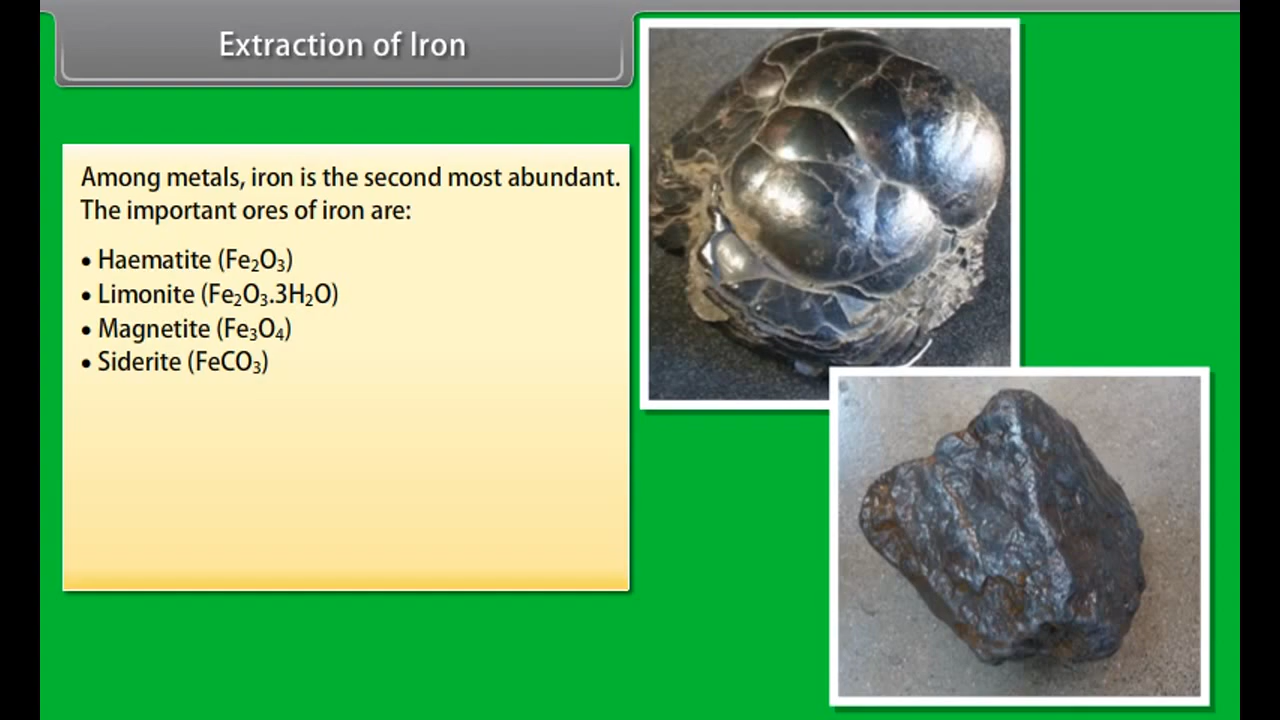 Extraction of Iron
Among metals, iron is the second most abundant.
The important ores of iron are:
• Haematite (Fe₂O₃)
• Limonite (Fe₂O₃.3H₂O)
• Magnetite (Fe₃O₄)
• Siderite (FeCO₃)